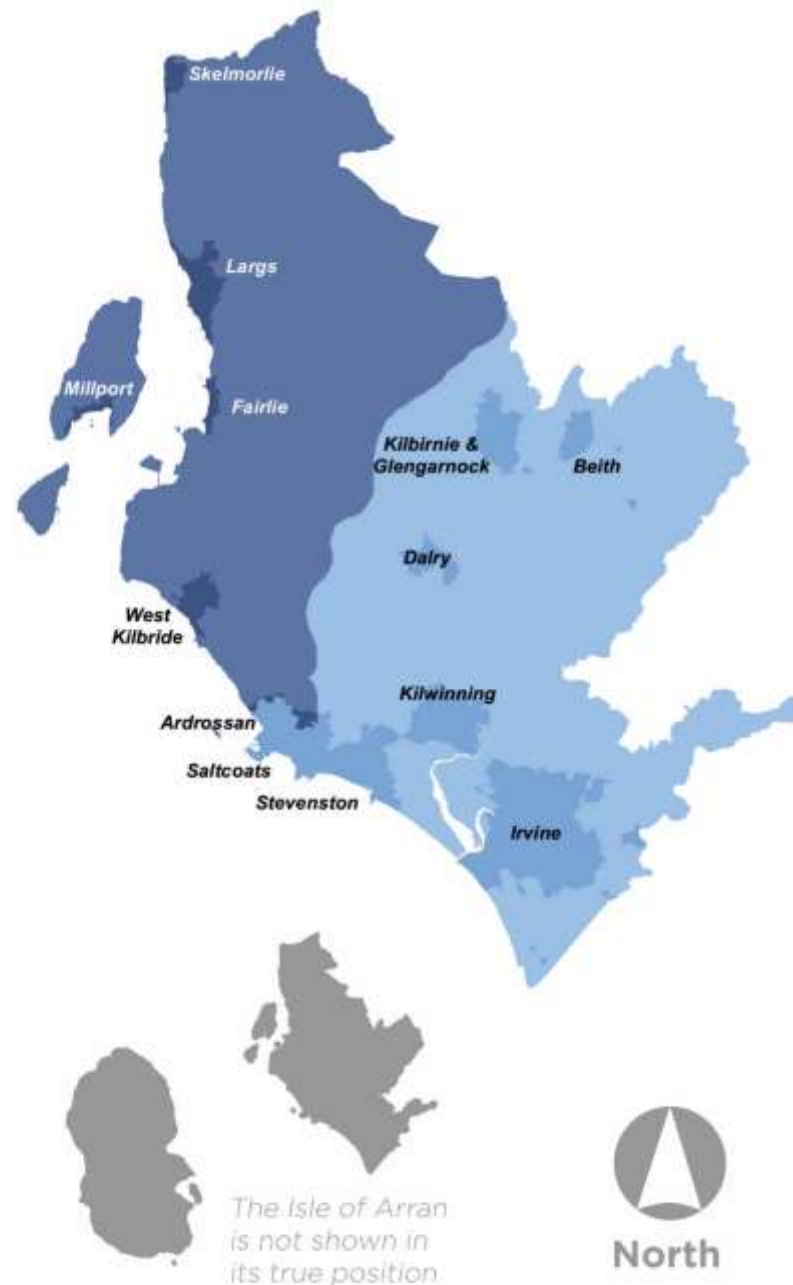 Skelmorlie
Largs
Millport
Fairlie
Kilbirnie &
Glengarnock
Beith
Dalry
West
Kilbride
Kilwinning
Ardrossan
Saltcoats
Stevenston
Irvine
The Isle of Arran
is not shown in
its true position
North